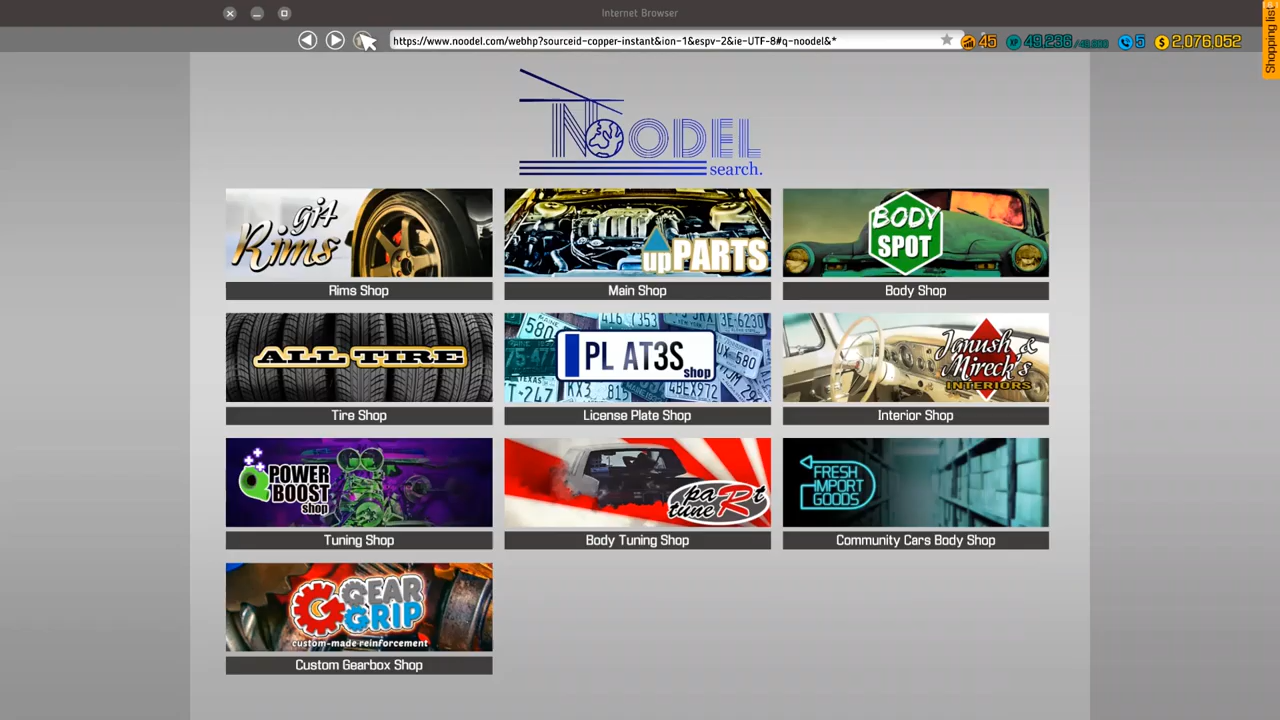 Internet Browser
https://www.noodel.com/webhp?sourceid-copper-instant&ion-1&espv-2&ie-UTF-8#q-noodel&*
45
XP 49,236
5
$ 2,076,052
Shopping list
NOODEL
search.
gj4
Rims
upPARTS
BODY
SPOT
Rims Shop
Main Shop
Body Shop
ALL TIRE
PL AT3S
shop
Janush &
Mireck's
INTERIORS
Tire Shop
License Plate Shop
Interior Shop
POWER
BOOST
shop
paRt
tune
FRESH
IMPORT
GOODS
Tuning Shop
Body Tuning Shop
Community Cars Body Shop
GEAR
GRIP
custom-made reinforcement
Custom Gearbox Shop